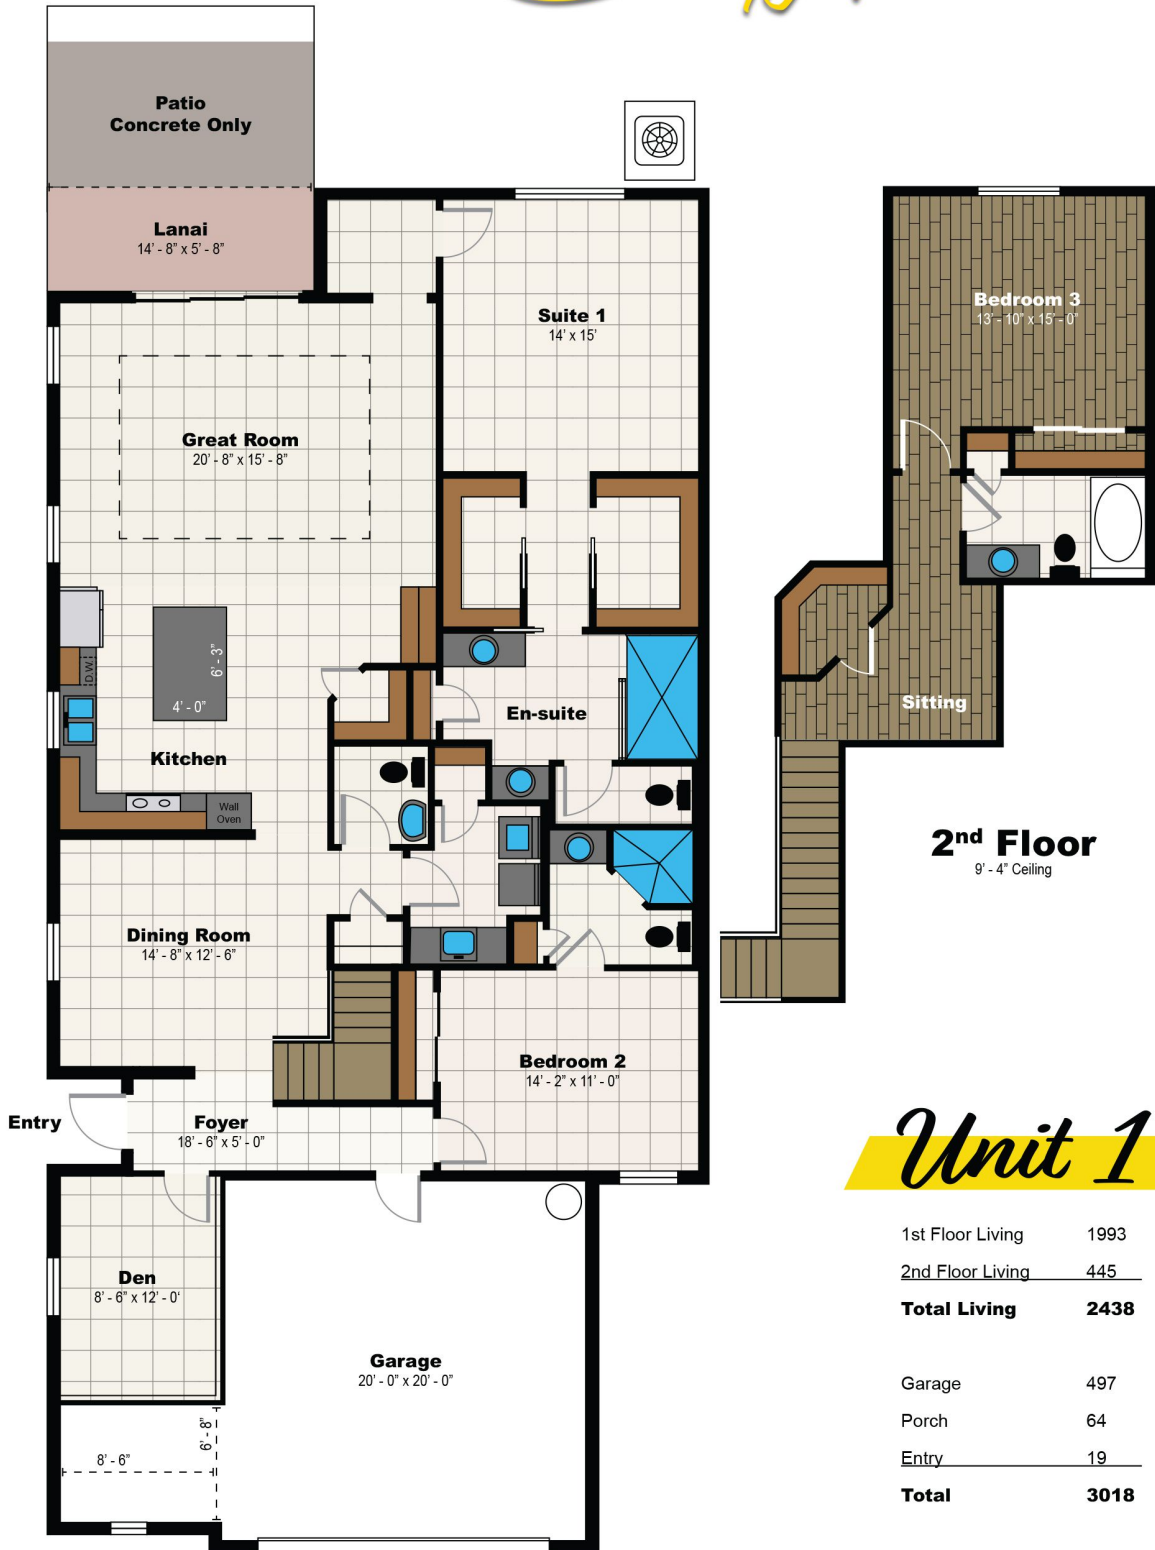 Patio
Concrete Only
Lanai
14' - 8" x 5' - 8"
Suite 1
14' x 15'
Great Room
20' - 8" x 15' - 8"
D.W.
6' - 3"
4' - 0"
Kitchen
Wall
Oven
En-suite
Dining Room
14' - 8" x 12' - 6"
Bedroom 2
14' - 2" x 11' - 0"
Entry
Foyer
18' - 6" x 5' - 0"
Den
8' - 6" x 12' - 0'
Garage
20' - 0" x 20' - 0"
6' - 8"
8' - 6"
Bedroom 3
13' - 10" x 15' - 0"
Sitting
2nd Floor
9' - 4" Ceiling
Unit 1
1st Floor Living 1993
2nd Floor Living 445
Total Living 2438
Garage 497
Porch 64
Entry 19
Total 3018